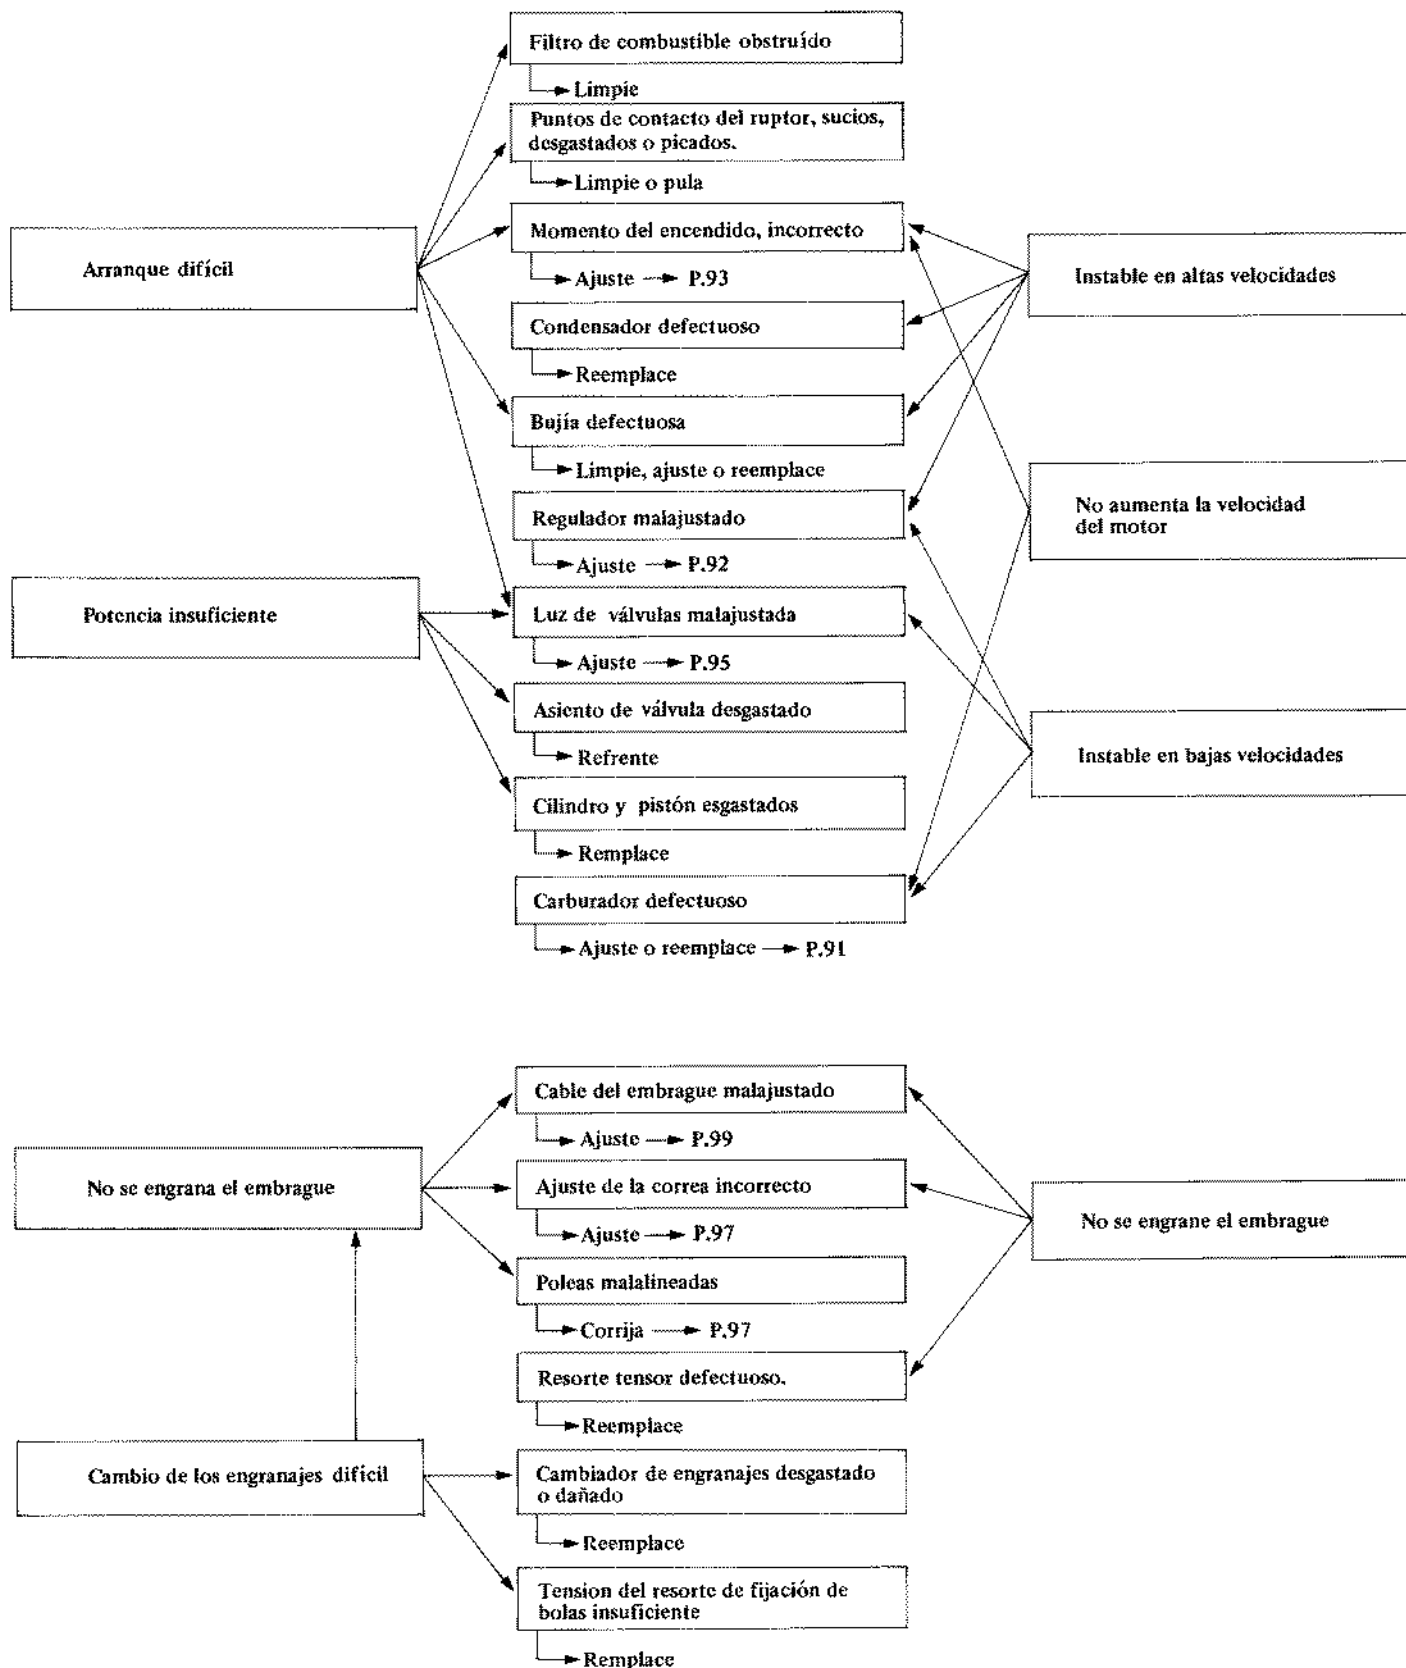 Filtro de combustible obstruído
Limpie
Puntos de contacto del ruptor, sucios,
desgastados o picados.
Limpie o pula
Arranque difícil
Momento del encendido, incorrecto
Ajuste P.93
Instable en altas velocidades
Condensador defectuoso
Reemplace
Bujía defectuosa
Limpie, ajuste o reemplace
No aumenta la velocidad
del motor
Regulador malajustado
Ajuste P.92
Potencia insuficiente
Luz de válvulas malajustada
Ajuste P.95
Asiento de válvula desgastado
Refrente
Instable en bajas velocidades
Cilindro y pistón esgastados
Remplace
Carburador defectuoso
Ajuste o reemplace P.91
Cable del embrague malajustado
Ajuste P.99
No se engrana el embrague
Ajuste de la correa incorrecto
Ajuste P.97
No se engrane el embrague
Poleas malalineadas
Corrija P.97
Resorte tensor defectuoso.
Reemplace
Cambio de los engranajes difícil
Cambiador de engranajes desgastado
o dañado
Reemplace
Tension del resorte de fijación de
bolas insuficiente
Remplace